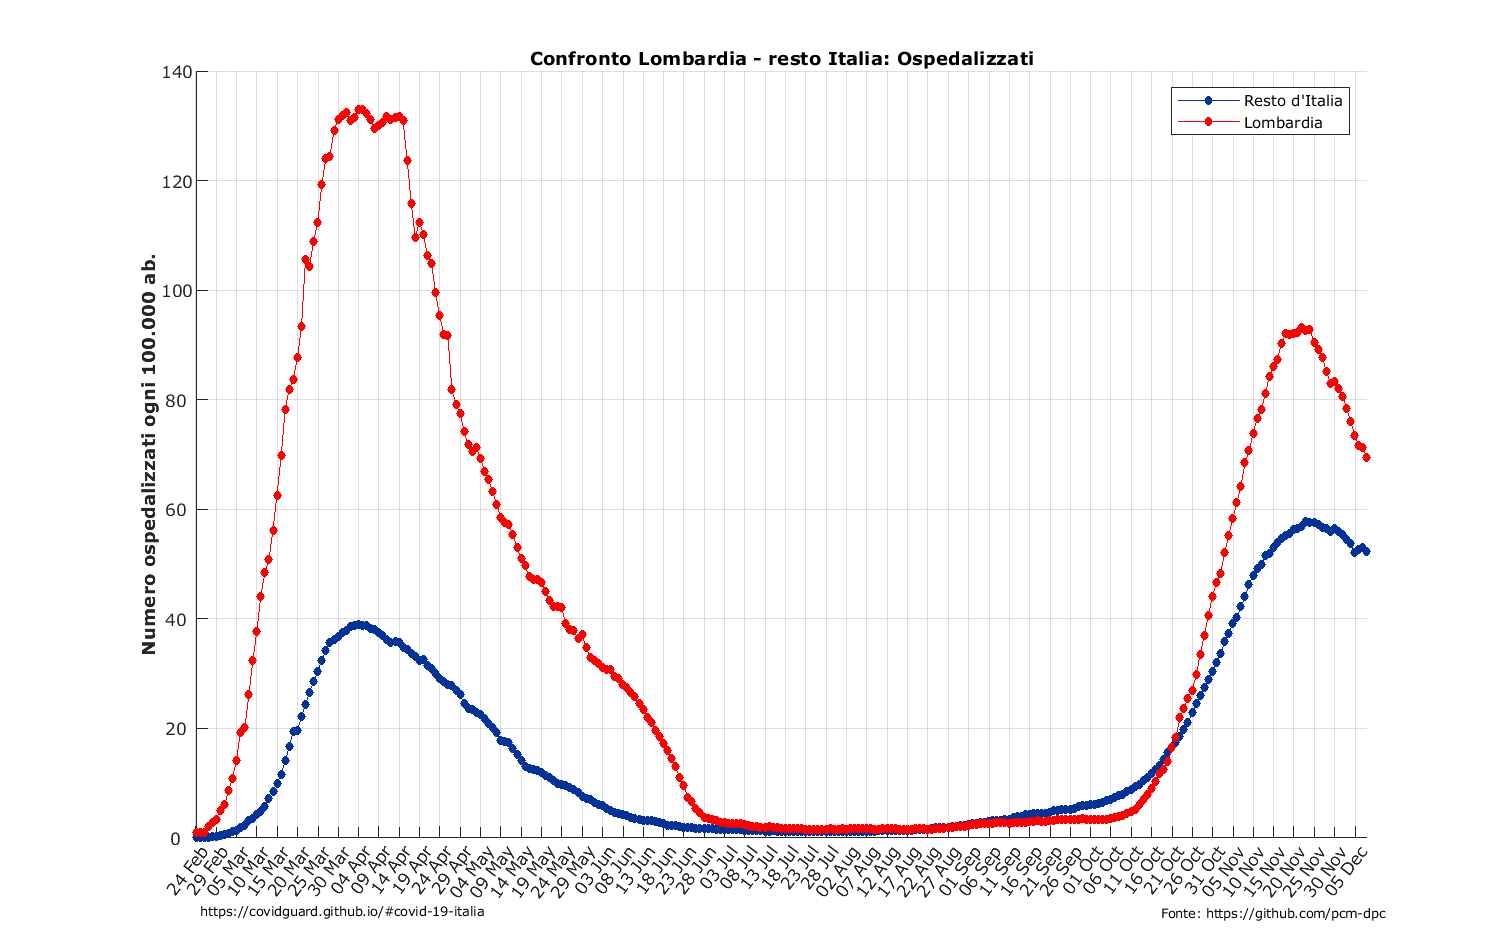 Confronto Lombardia - resto Italia: Ospedalizzati
Numero ospedalizzati ogni 100.000 ab.
140
120
100
80
60
40
20
0
Resto d'Italia
Lombardia
24 Feb
29 Feb
05 Mar
10 Mar
15 Mar
20 Mar
25 Mar
30 Mar
04 Apr
09 Apr
14 Apr
19 Apr
24 Apr
29 Apr
04 May
09 May
14 May
19 May
24 May
29 May
03 Jun
08 Jun
13 Jun
18 Jun
23 Jun
28 Jun
03 Jul
08 Jul
13 Jul
18 Jul
23 Jul
28 Jul
02 Aug
07 Aug
12 Aug
17 Aug
22 Aug
27 Aug
01 Sep
06 Sep
11 Sep
16 Sep
21 Sep
26 Sep
01 Oct
06 Oct
11 Oct
16 Oct
21 Oct
26 Oct
31 Oct
05 Nov
10 Nov
15 Nov
20 Nov
25 Nov
30 Nov
05 Dec
https://covidguard.github.io/#covid-19-italia
Fonte: https://github.com/pcm-dpc